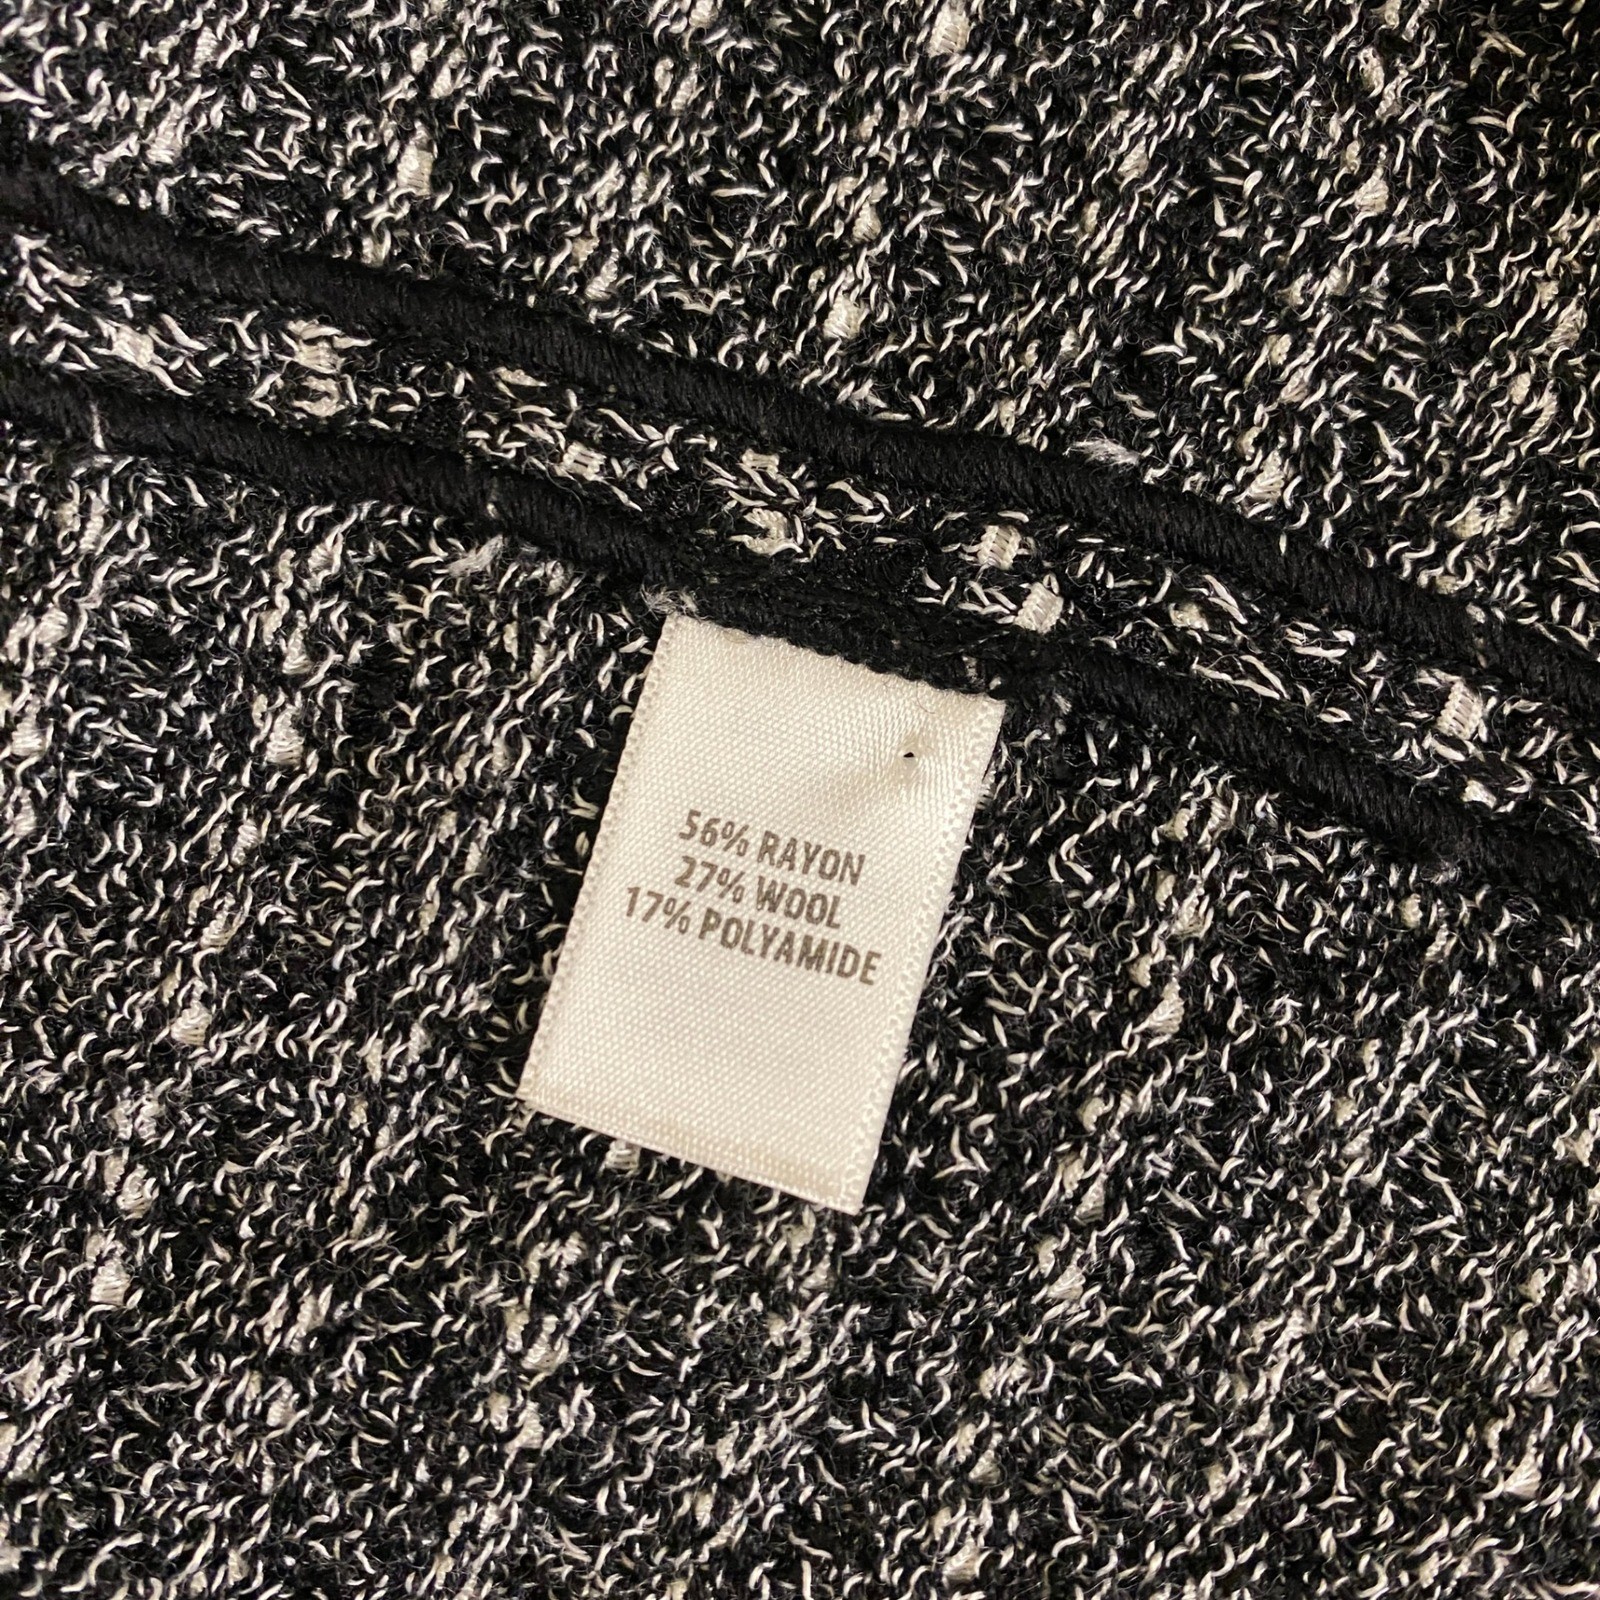 56% RAYON
27% WOOL
17% POLYAMIDE